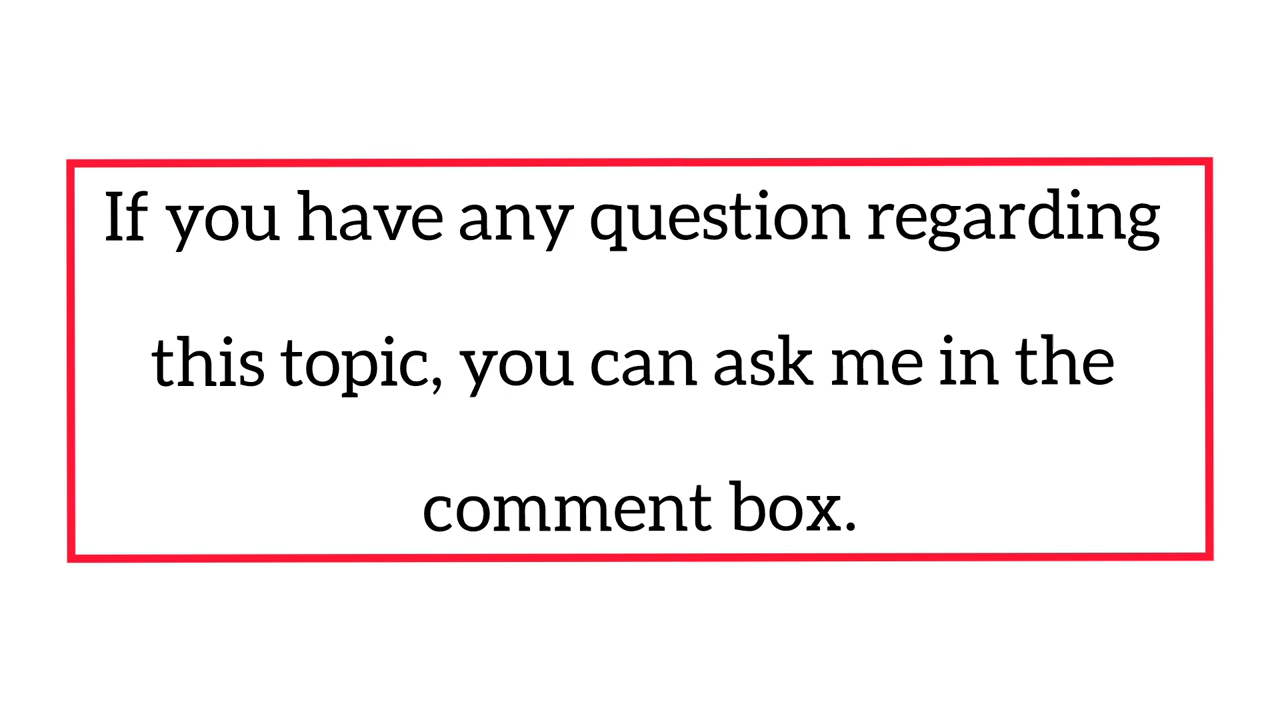 If you have any question regarding
this topic, you can ask me in the
comment box.